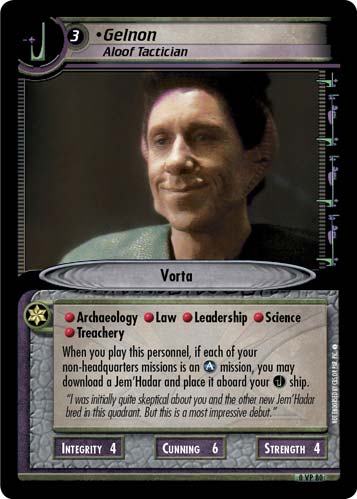 3 •Gelnon
Aloof Tactician
Vorta
Archaeology Law Leadership Science
Treachery
When you play this personnel, if each of your
non-headquarters missions is an A mission, you may
download a Jem'Hadar and place it aboard your ship.
"I was initially quite skeptical about you and the other new Jem'Hadar
bred in this quadrant. But this is a most impressive debut."
INTEGRITY 4 CUNNING 6 STRENGTH 4
0 VP 80